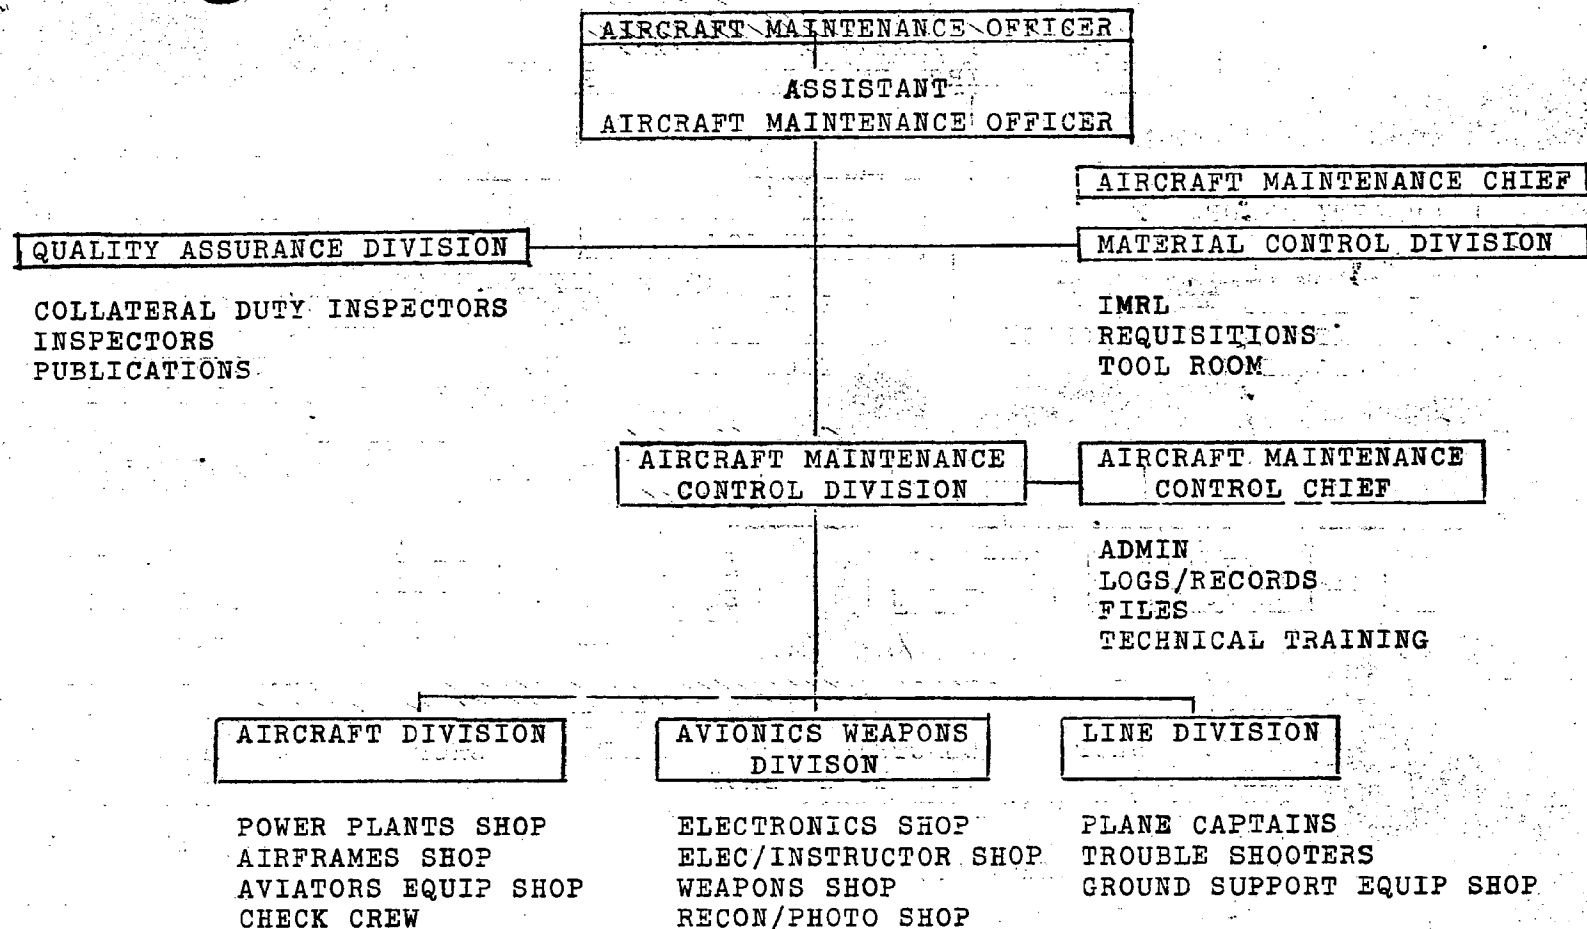 AIRCRAFT MAINTENANCE OFFICER
ASSISTANT
AIRCRAFT MAINTENANCE OFFICER
AIRCRAFT MAINTENANCE CHIEF
QUALITY ASSURANCE DIVISION
MATERIAL CONTROL DIVISION
COLLATERAL DUTY INSPECTORS
INSPECTORS
PUBLICATIONS
IMRL
REQUISITIONS
TOOL ROOM
AIRCRAFT MAINTENANCE
CONTROL DIVISION
AIRCRAFT MAINTENANCE
CONTROL CHIEF
ADMIN
LOGS/RECORDS
FILES
TECHNICAL TRAINING
AIRCRAFT DIVISION
AVIONICS WEAPONS
DIVISON
LINE DIVISION
POWER PLANTS SHOP
AIRFRAMES SHOP
AVIATORS EQUIP SHOP
CHECK CREW
ELECTRONICS SHOP
ELEC/INSTRUCTOR SHOP
WEAPONS SHOP
RECON/PHOTO SHOP
PLANE CAPTAINS
TROUBLE SHOOTERS
GROUND SUPPORT EQUIP SHOP